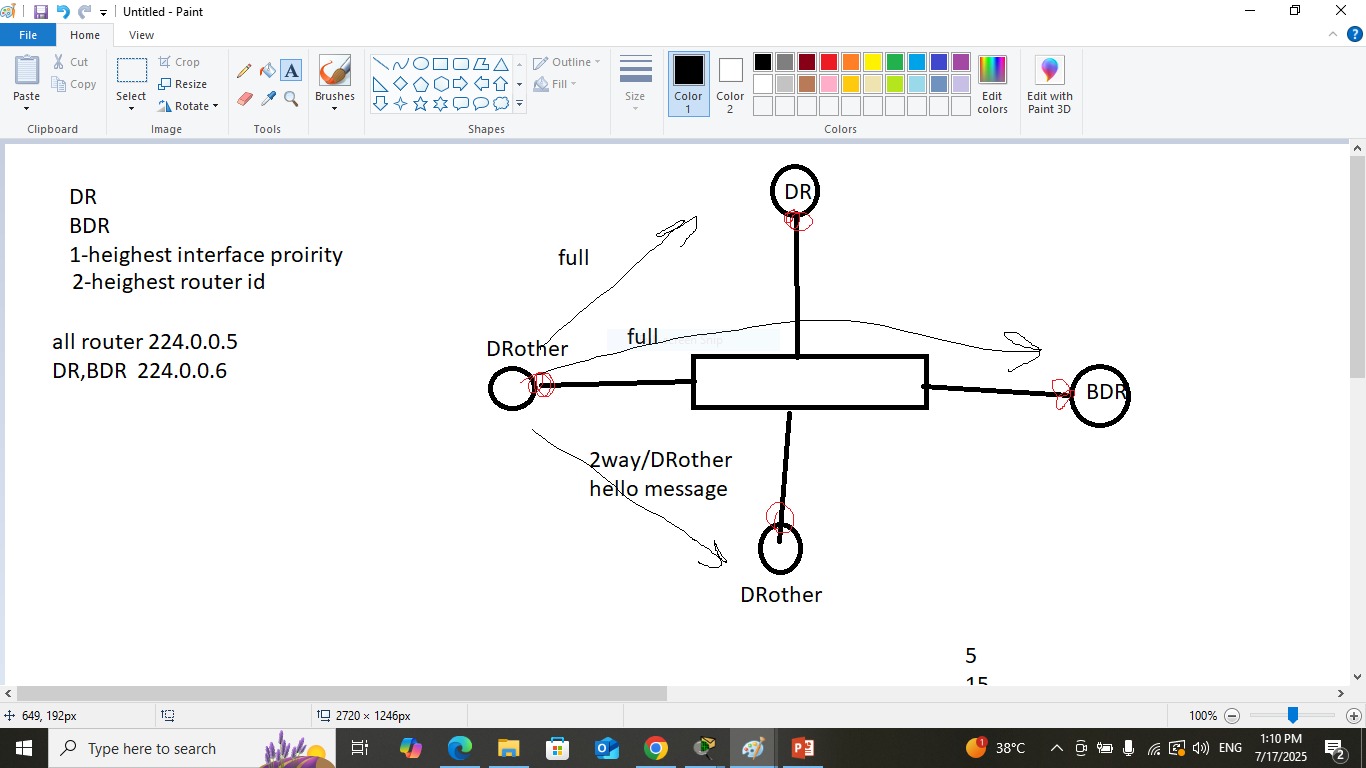 Untitled - Paint
File
Home
View
Paste
Cut
Copy
Clipboard
Select
Crop
Resize
Rotate
Image
A
Tools
Brushes
Shapes
Outline
Fill
Size
Color 1
Color 2
Edit colors
Colors
Edit with Paint 3D
DR
BDR
1-heighest interface proirity
2-heighest router id
all router 224.0.0.5
DR,BDR 224.0.0.6
DR
full
full
DRother
BDR
2way/DRother
hello message
DRother
5
15
649, 192px
2720 × 1246px
100%
Type here to search
38°C
ENG
1:10 PM
7/17/2025
2